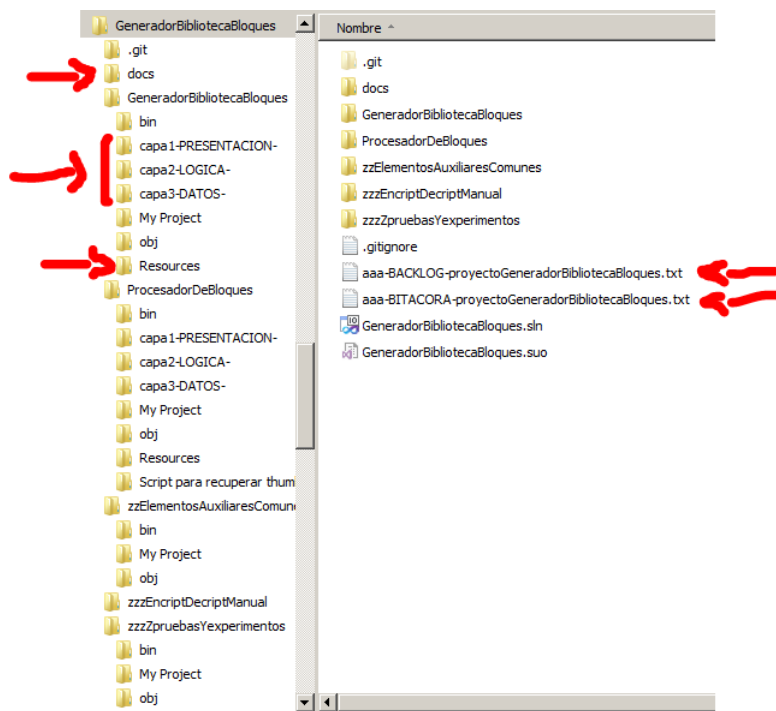 GeneradorBibliotecaBloques
.git
docs
GeneradorBibliotecaBloques
bin
capa1-PRESENTACION-
capa2-LOGICA-
capa3-DATOS-
My Project
obj
Resources
ProcesadorDeBloques
bin
capa1-PRESENTACION-
capa2-LOGICA-
capa3-DATOS-
My Project
obj
Resources
Script para recuperar thum
zzElementosAuxiliaresComun
bin
My Project
obj
zzzEncriptDecriptManual
zzzZpruebasYexperimentos
bin
My Project
obj
Nombre
.git
docs
GeneradorBibliotecaBloques
ProcesadorDeBloques
zzElementosAuxiliaresComunes
zzzEncriptDecriptManual
zzzZpruebasYexperimentos
.gitignore
aaa-BACKLOG-proyectoGeneradorBibliotecaBloques.txt
aaa-BITACORA-proyectoGeneradorBibliotecaBloques.txt
GeneradorBibliotecaBloques.sln
GeneradorBibliotecaBloques.suo